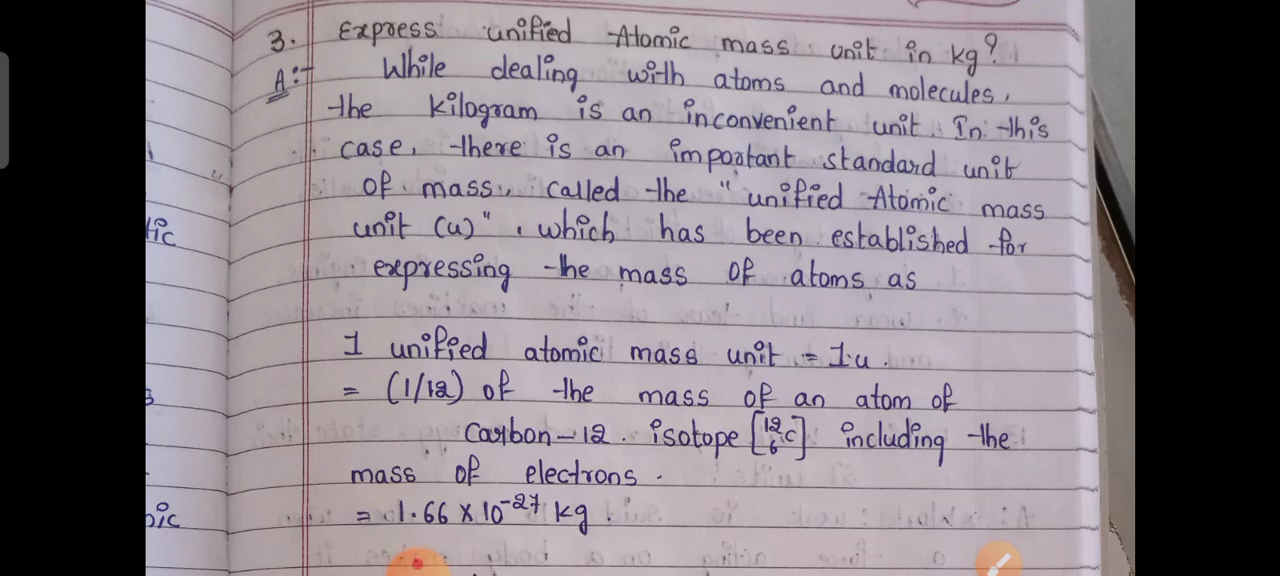 3. Express unified Atomic mass unit in kg?
A:- While dealing with atoms and molecules,
the kilogram is an inconvenient unit. In this
case, there is an important standard unit
of mass, called the "unified Atomic mass
unit (u)", which has been established for
expressing the mass of atoms as
1 unified atomic mass unit = 1u.
= (1/12) of the mass of an atom of
Carbon-12. isotope [¹²₆C] including the
mass of electrons.
= 1.66 × 10⁻²⁷ kg.